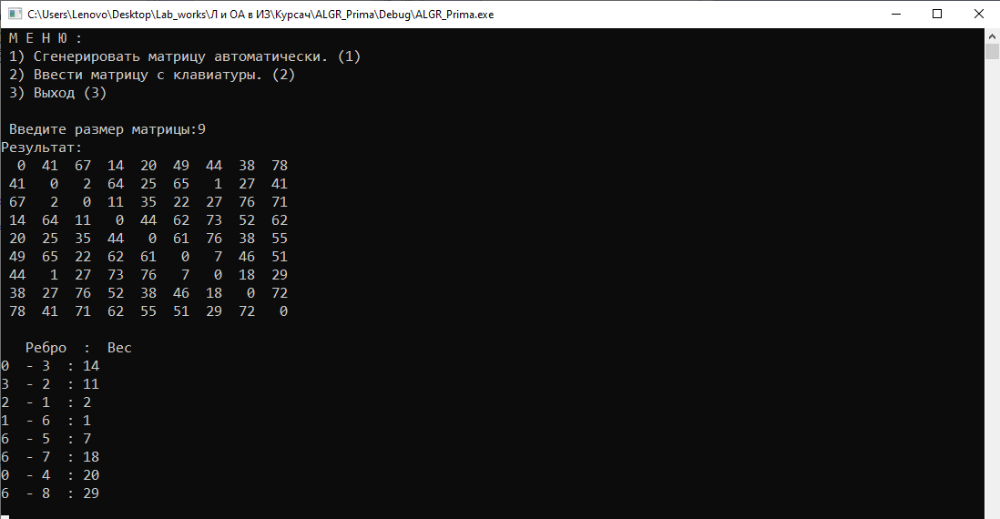 C:\Users\Lenovo\Desktop\Lab_works\Л и ОА в ИЗ\Курсач\ALGR_Prima\Debug\ALGR_Prima.exe
М Е Н Ю :
1) Сгенерировать матрицу автоматически. (1)
2) Ввести матрицу с клавиатуры. (2)
3) Выход (3)
Введите размер матрицы:9
Результат:
0 41 67 14 20 49 44 38 78
41 0 2 64 25 65 1 27 41
67 2 0 11 35 22 27 76 71
14 64 11 0 44 62 73 52 62
20 25 35 44 0 61 76 38 55
49 65 22 62 61 0 7 46 51
44 1 27 73 76 7 0 18 29
38 27 76 52 38 46 18 0 72
78 41 71 62 55 51 29 72 0
Ребро : Вес
0 - 3 : 14
3 - 2 : 11
2 - 1 : 2
1 - 6 : 1
6 - 5 : 7
6 - 7 : 18
0 - 4 : 20
6 - 8 : 29